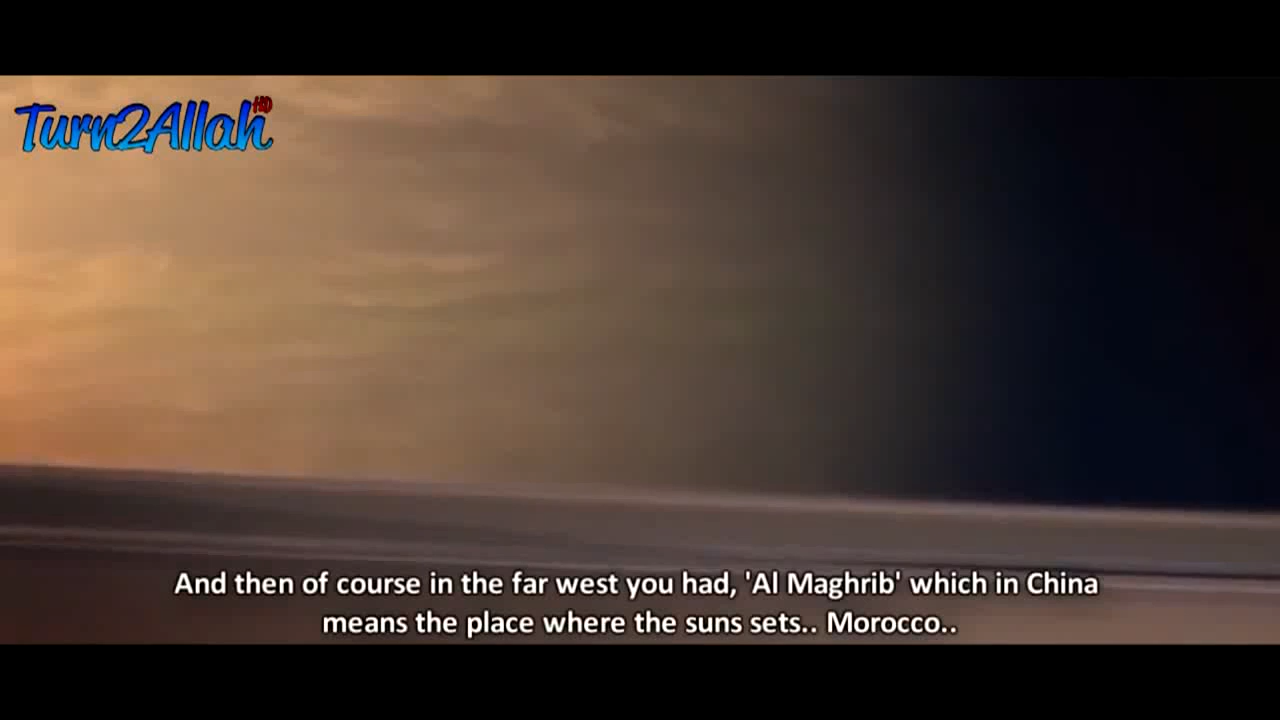 Turn2Allah HD
And then of course in the far west you had, 'Al Maghrib' which in China
means the place where the suns sets.. Morocco..